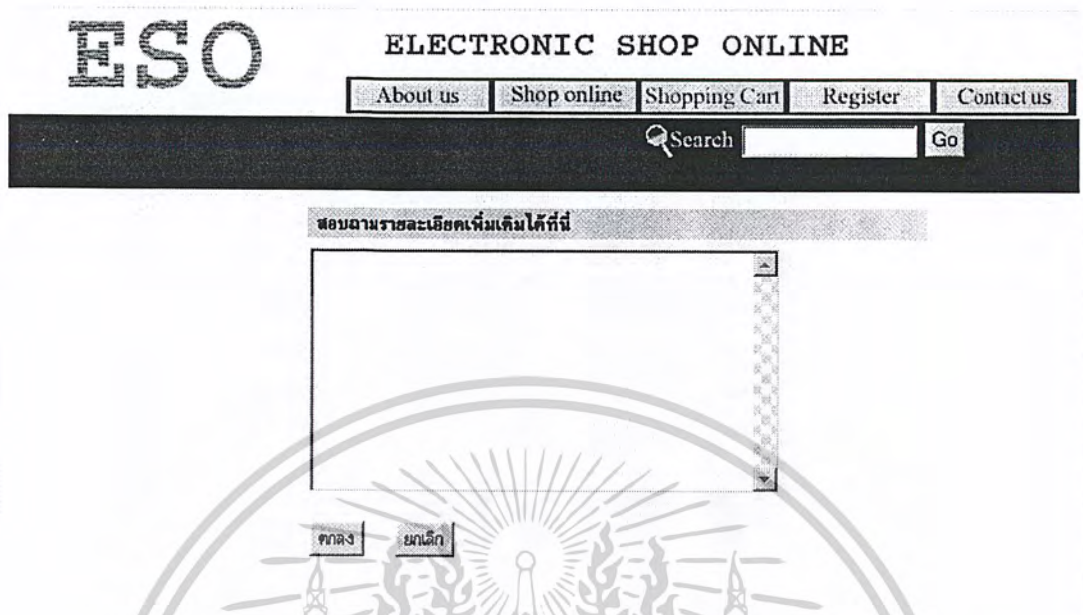 ESO
ELECTRONIC SHOP ONLINE
About us Shop online Shopping Cart Register Contact us
Search Go
สอบถามรายละเอียดเพิ่มเติมได้ที่นี่
ตกลง ยกเลิก